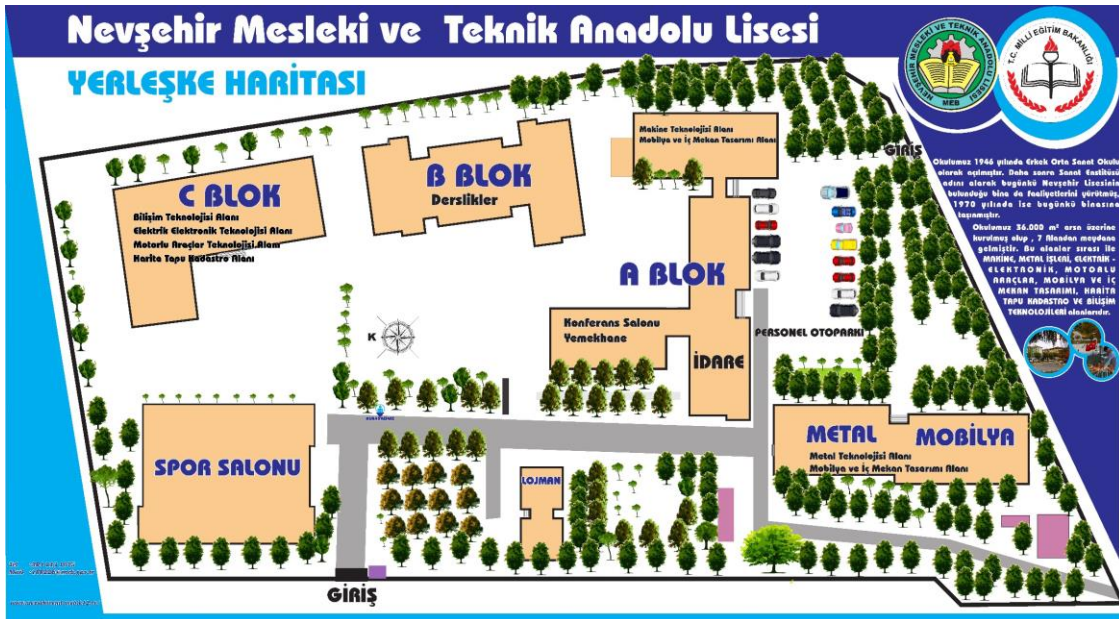 Nevşehir Mesleki ve Teknik Anadolu Lisesi
YERLEŞKE HARİTASI
NEVŞEHİR MESLEKİ VE TEKNİK ANADOLU LİSESİ
MEB
T.C. MİLLİ EĞİTİM BAKANLIĞI
Makine Teknolojisi Alanı
Mobilya ve İç Mekan Tasarımı Alanı
GİRİŞ
B BLOK
Derslikler
C BLOK
Bilişim Teknolojisi Alanı
Elektrik Elektronik Teknolojisi Alanı
Motorlu Araçlar Teknolojisi Alanı
Harita Tapu Kadastro Alanı
Okulumuz 1946 yılında Erkek Orta Sanat Okulu
olarak açılmıştır. Daha sonra Sanat Enstitüsü
adını alarak bugünkü Nevşehir Lisesinin
bulunduğu bina da faaliyetlerini yürütmüş,
1970 yılında ise bugünkü binasına
taşınmıştır.
Okulumuz 36.000 m² arsa üzerine
kurulmuş olup , 7 Alandan meydana
gelmiştir. Bu alanlar sırası ile
MAKİNE, METAL İŞLERİ, ELEKTRİK -
ELEKTRONİK, MOTORLU
ARAÇLAR, MOBİLYA VE İÇ
MEKAN TASARIMI, HARİTA
TAPU KADASTRO VE BİLİŞİM
TEKNOLOJİLERİ alanlarıdır.
A BLOK
Konferans Salonu
Yemekhane
K
PERSONEL OTOPARKI
İDARE
SPOR SALONU
METAL
MOBİLYA
Metal Teknolojisi Alanı
Mobilya ve İç Mekan Tasarımı Alanı
LOJMAN
GİRİŞ